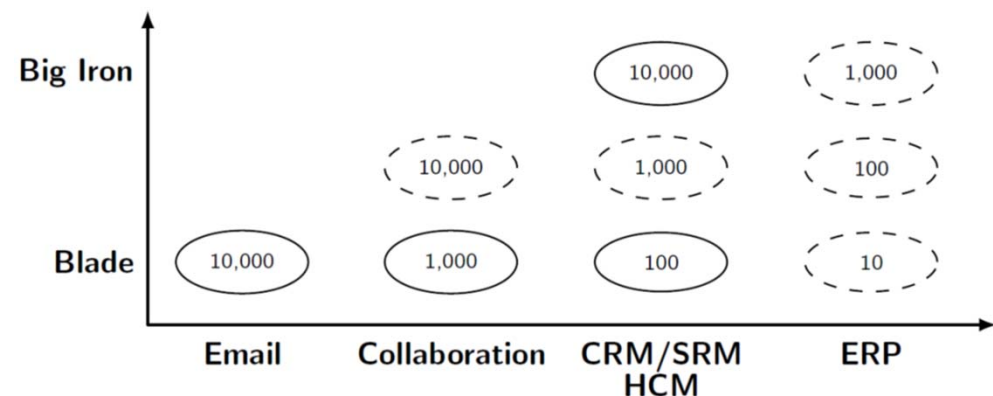 Big Iron
10,000
1,000
10,000
1,000
100
Blade
10,000
1,000
100
10
Email
Collaboration
CRM/SRM
HCM
ERP